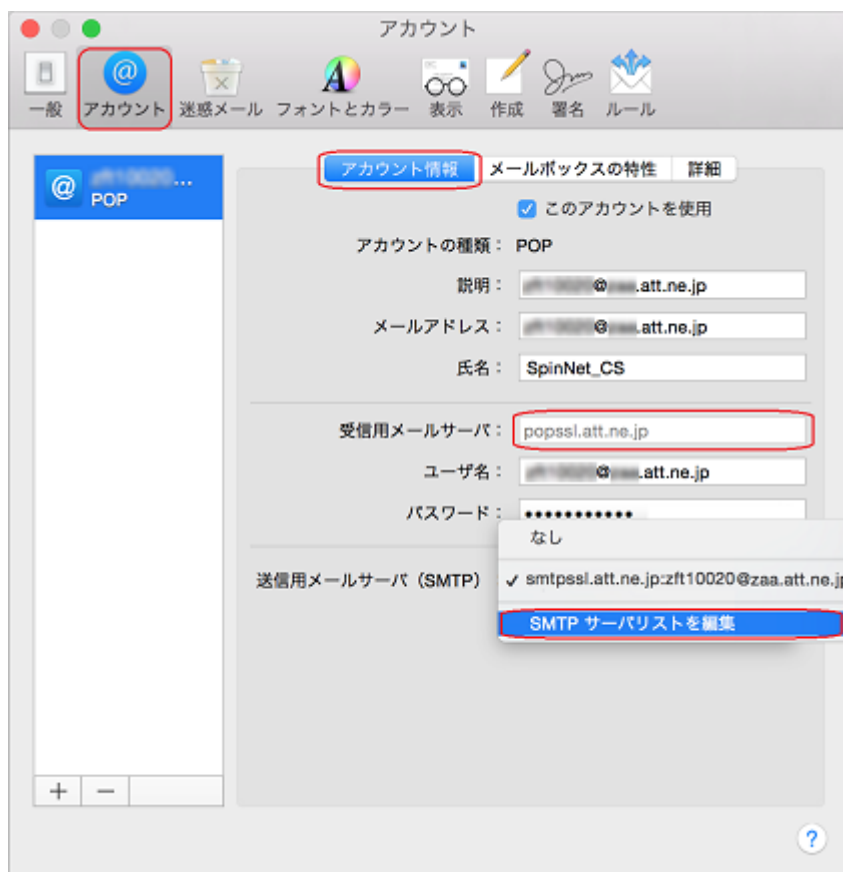 アカウント
一般 アカウント 迷惑メール フォントとカラー 表示 作成 署名 ルール
アカウント情報 メールボックスの特性 詳細
POP
このアカウントを使用
アカウントの種類： POP
説明： @ .att.ne.jp
メールアドレス： @ .att.ne.jp
氏名： SpinNet_CS
受信用メールサーバ： popssl.att.ne.jp
ユーザ名： @ .att.ne.jp
パスワード： •••••••••••
なし
送信用メールサーバ（SMTP） ✓ smtpssl.att.ne.jp:zft10020@zaa.att.ne.jp
SMTP サーバリストを編集
+ −
?